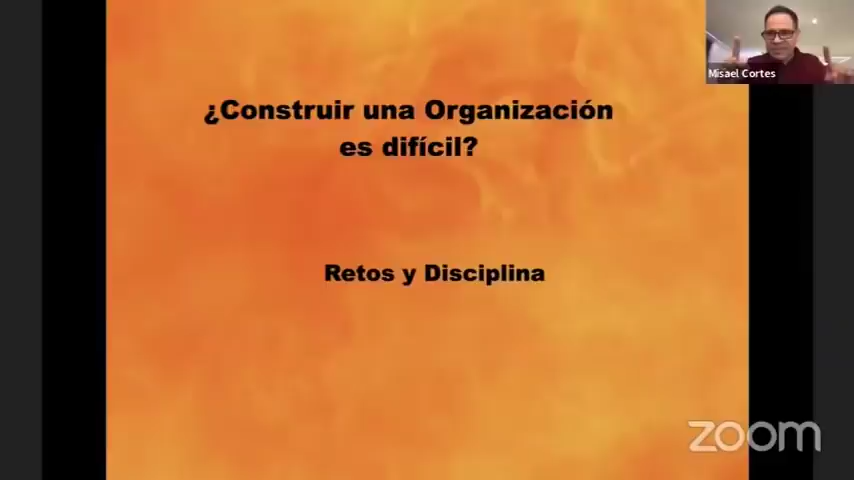 ¿Construir una Organización
es difícil?
Retos y Disciplina
Misael Cortes
zoom